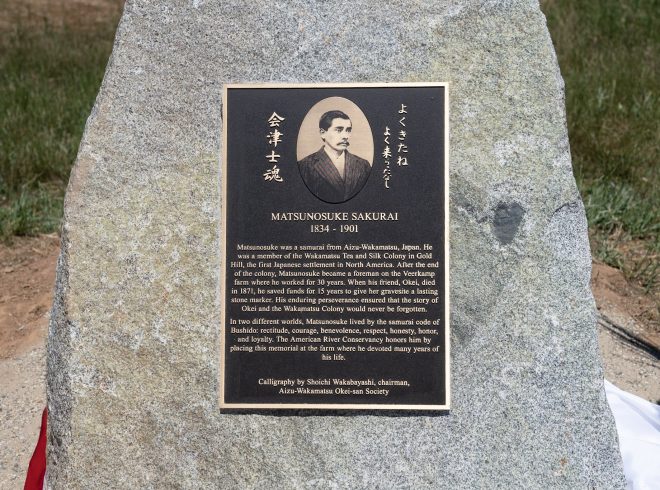 会津士魂
よくきたね
よく来らったなし
MATSUNOSUKE SAKURAI
1834 - 1901
Matsunosuke was a samurai from Aizu-Wakamatsu, Japan. He
was a member of the Wakamatsu Tea and Silk Colony in Gold
Hill, the first Japanese settlement in North America. After the end
of the colony, Matsunosuke became a foreman on the Veerkamp
farm where he worked for 30 years. When his friend, Okei, died
in 1871, he saved funds for 15 years to give her gravesite a lasting
stone marker. His enduring perseverance ensured that the story of
Okei and the Wakamatsu Colony would never be forgotten.
In two different worlds, Matsunosuke lived by the samurai code of
Bushido: rectitude, courage, benevolence, respect, honesty, honor,
and loyalty. The American River Conservancy honors him by
placing this memorial at the farm where he devoted many years of
his life.
Calligraphy by Shoichi Wakabayashi, chairman,
Aizu-Wakamatsu Okei-san Society